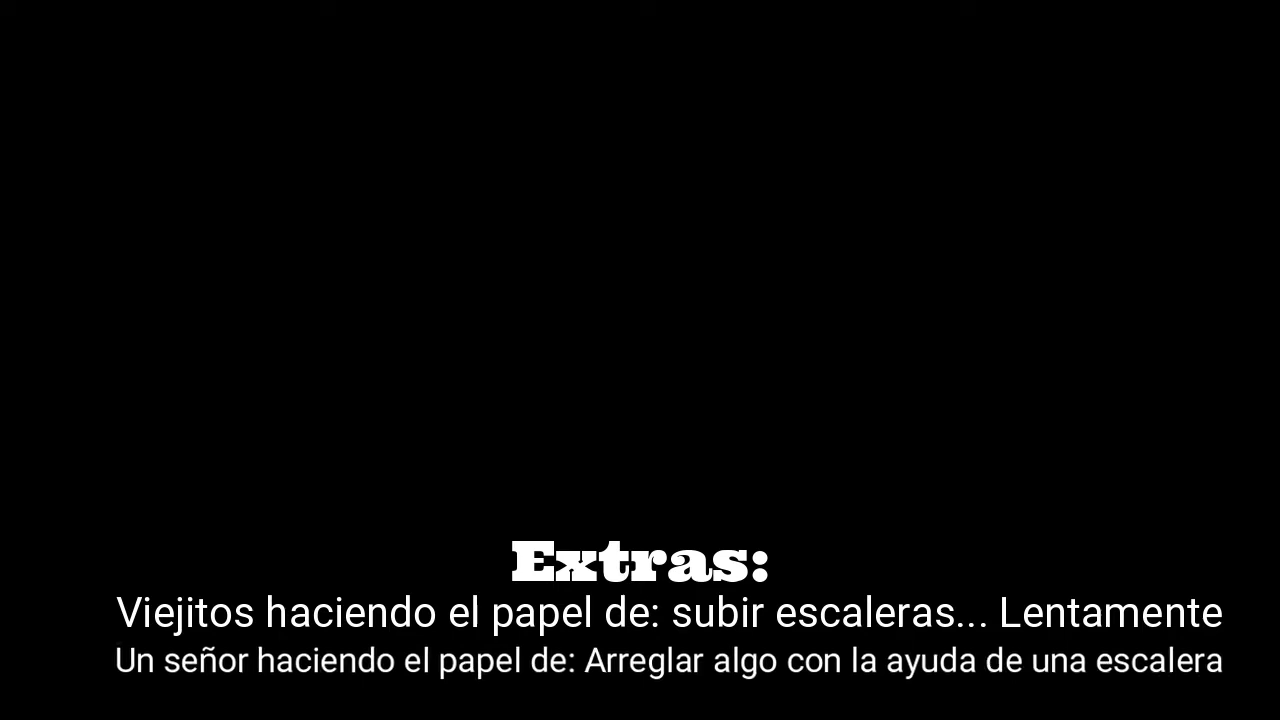 Extras:
Viejitos haciendo el papel de: subir escaleras... Lentamente
Un señor haciendo el papel de: Arreglar algo con la ayuda de una escalera